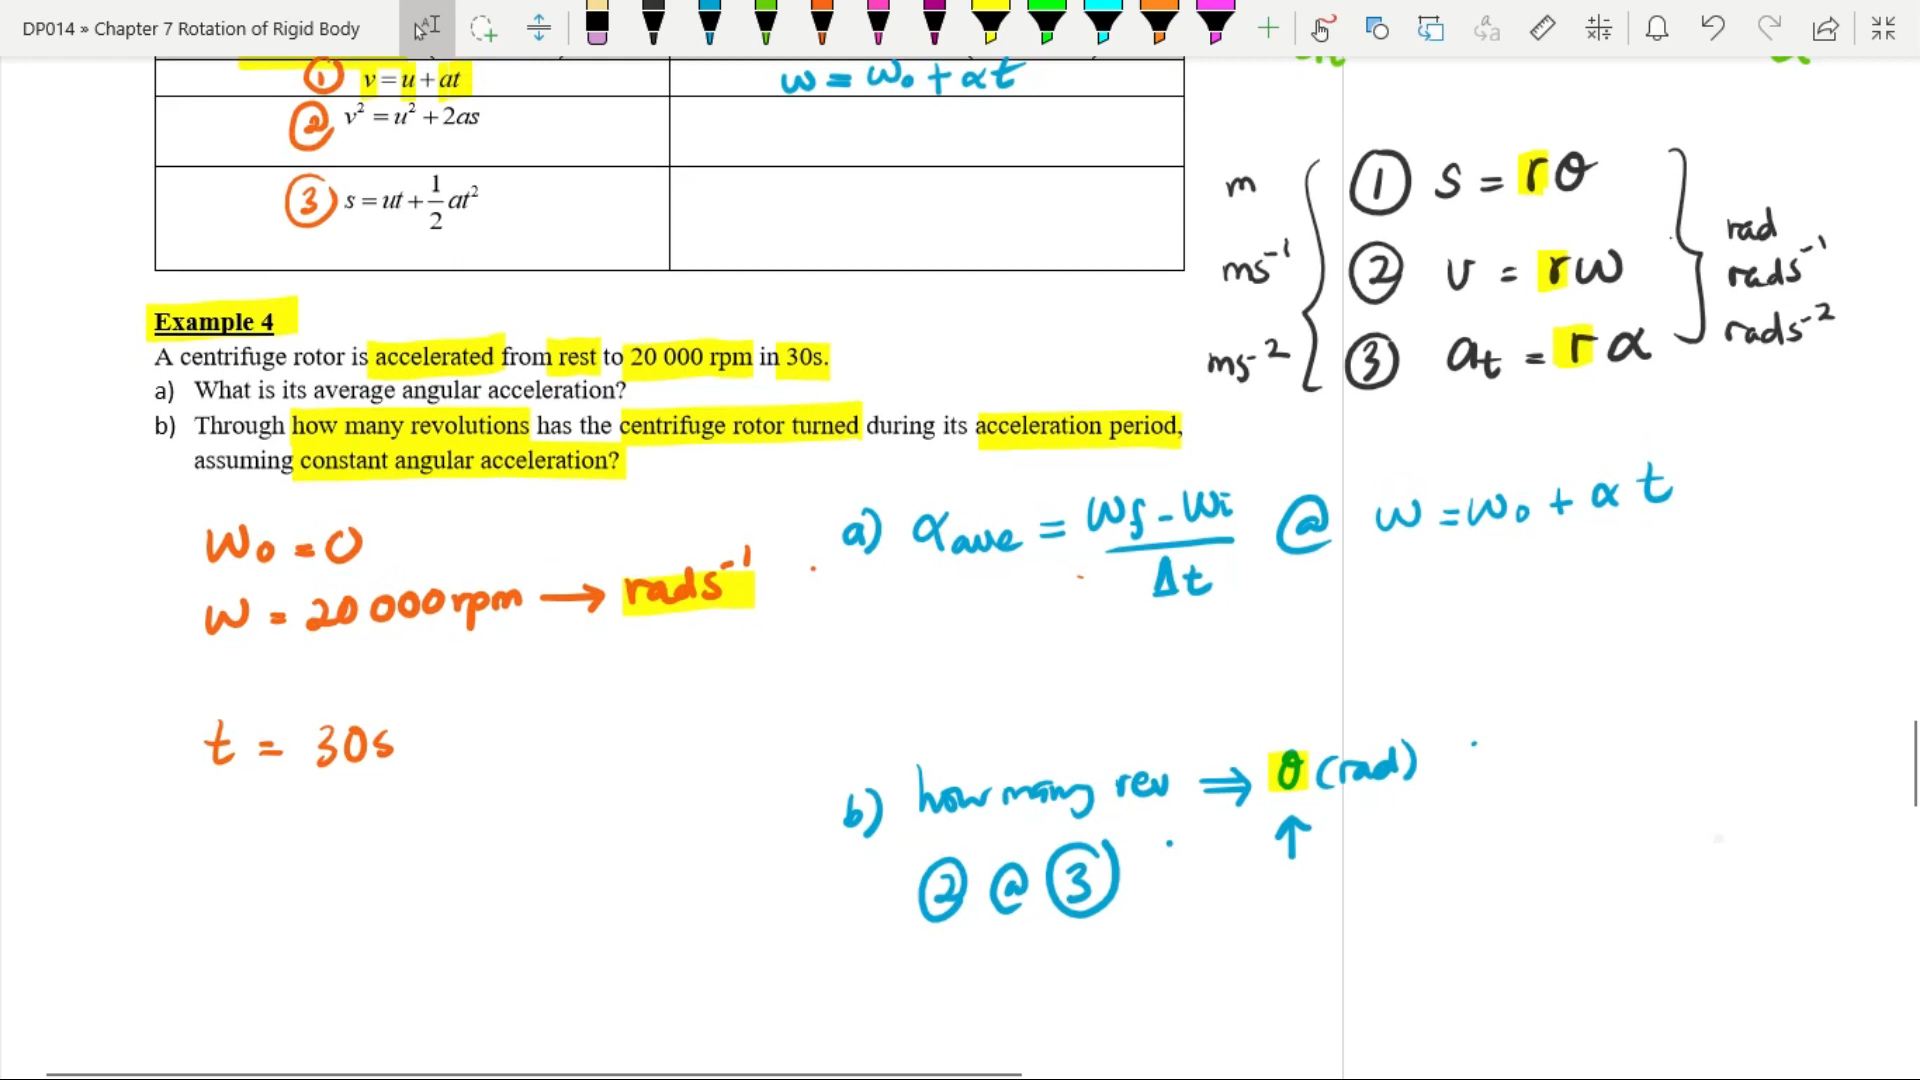 DP014 » Chapter 7 Rotation of Rigid Body
① v = u + at
ω = ω₀ + αt
② v² = u² + 2as
③ s = ut + 1/2 at²
m ① s = rθ rad
ms⁻¹ ② v = rω rads⁻¹
ms⁻² ③ at = rα rads⁻²
Example 4
A centrifuge rotor is accelerated from rest to 20 000 rpm in 30s.
a) What is its average angular acceleration?
b) Through how many revolutions has the centrifuge rotor turned during its acceleration period,
assuming constant angular acceleration?
ω₀ = 0
ω = 20 000 rpm → rads⁻¹
t = 30s
a) αave = ωf - ωi / Δt @ ω = ω₀ + αt
b) how many rev ⇒ θ (rad)
↑
② @ ③